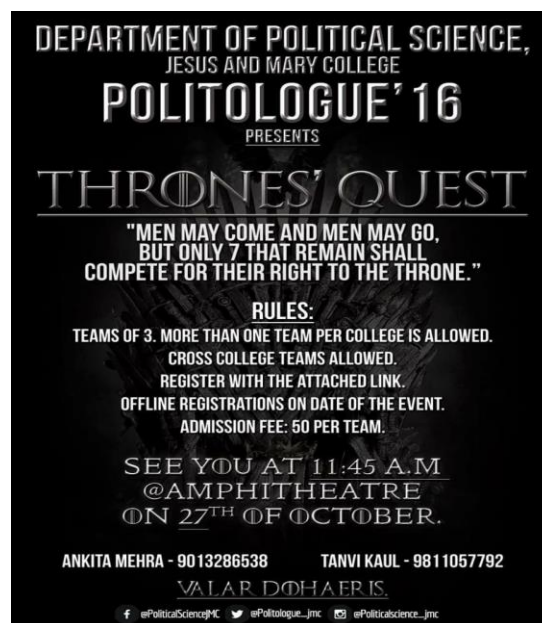 DEPARTMENT OF POLITICAL SCIENCE,
JESUS AND MARY COLLEGE
POLITOLOGUE'16
PRESENTS
THRONES' QUEST
"MEN MAY COME AND MEN MAY GO,
BUT ONLY 7 THAT REMAIN SHALL
COMPETE FOR THEIR RIGHT TO THE THRONE."
RULES:
TEAMS OF 3. MORE THAN ONE TEAM PER COLLEGE IS ALLOWED.
CROSS COLLEGE TEAMS ALLOWED.
REGISTER WITH THE ATTACHED LINK.
OFFLINE REGISTRATIONS ON DATE OF THE EVENT.
ADMISSION FEE: 50 PER TEAM.
SEE YOU AT 11:45 A.M
@AMPHITHEATRE
ON 27TH OF OCTOBER.
ANKITA MEHRA - 9013286538 TANVI KAUL - 9811057792
VALAR DOHAERIS.
@PoliticalScienceJMC @Politologue_jmc @Politicalscience_jmc